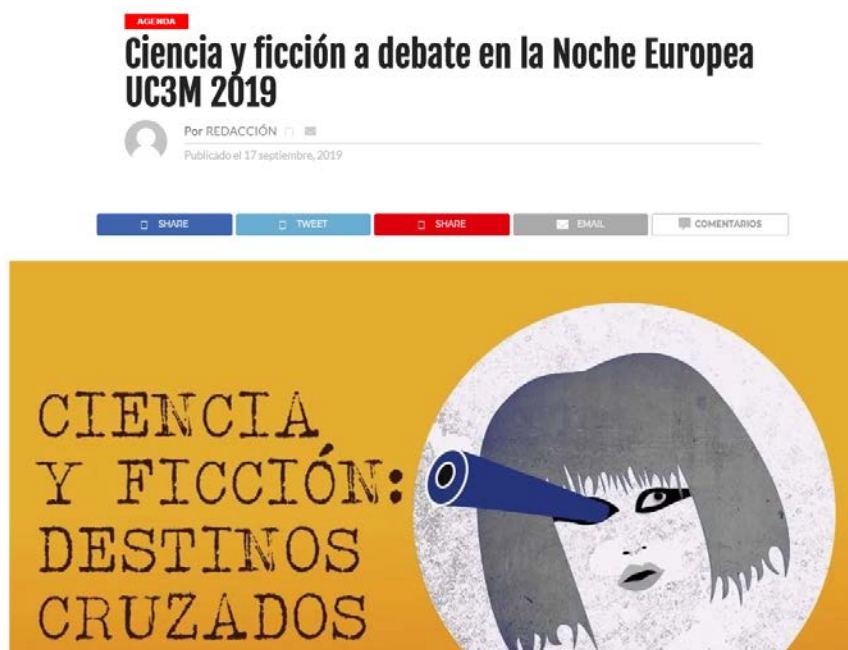 AGENDA
Ciencia y ficción a debate en la Noche Europea
UC3M 2019
Por REDACCIÓN
Publicado el 17 septiembre, 2019
SHARE
TWEET
SHARE
EMAIL
COMENTARIOS
CIENCIA
Y FICCIÓN:
DESTINOS
CRUZADOS